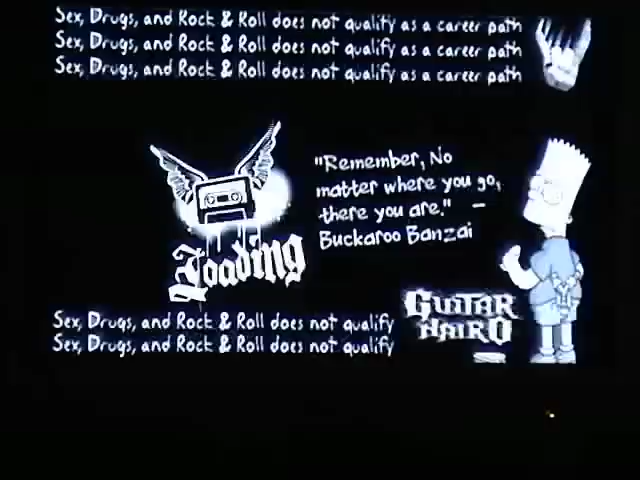 Sex, Drugs, and Rock & Roll does not qualify as a career path
Sex, Drugs, and Rock & Roll does not qualify as a career path
Sex, Drugs, and Rock & Roll does not qualify as a career path
"Remember, No
matter where you go,
there you are." –
Buckaroo Banzai
Loading
Sex, Drugs, and Rock & Roll does not qualify
Sex, Drugs, and Rock & Roll does not qualify
GUITAR
HAIRO